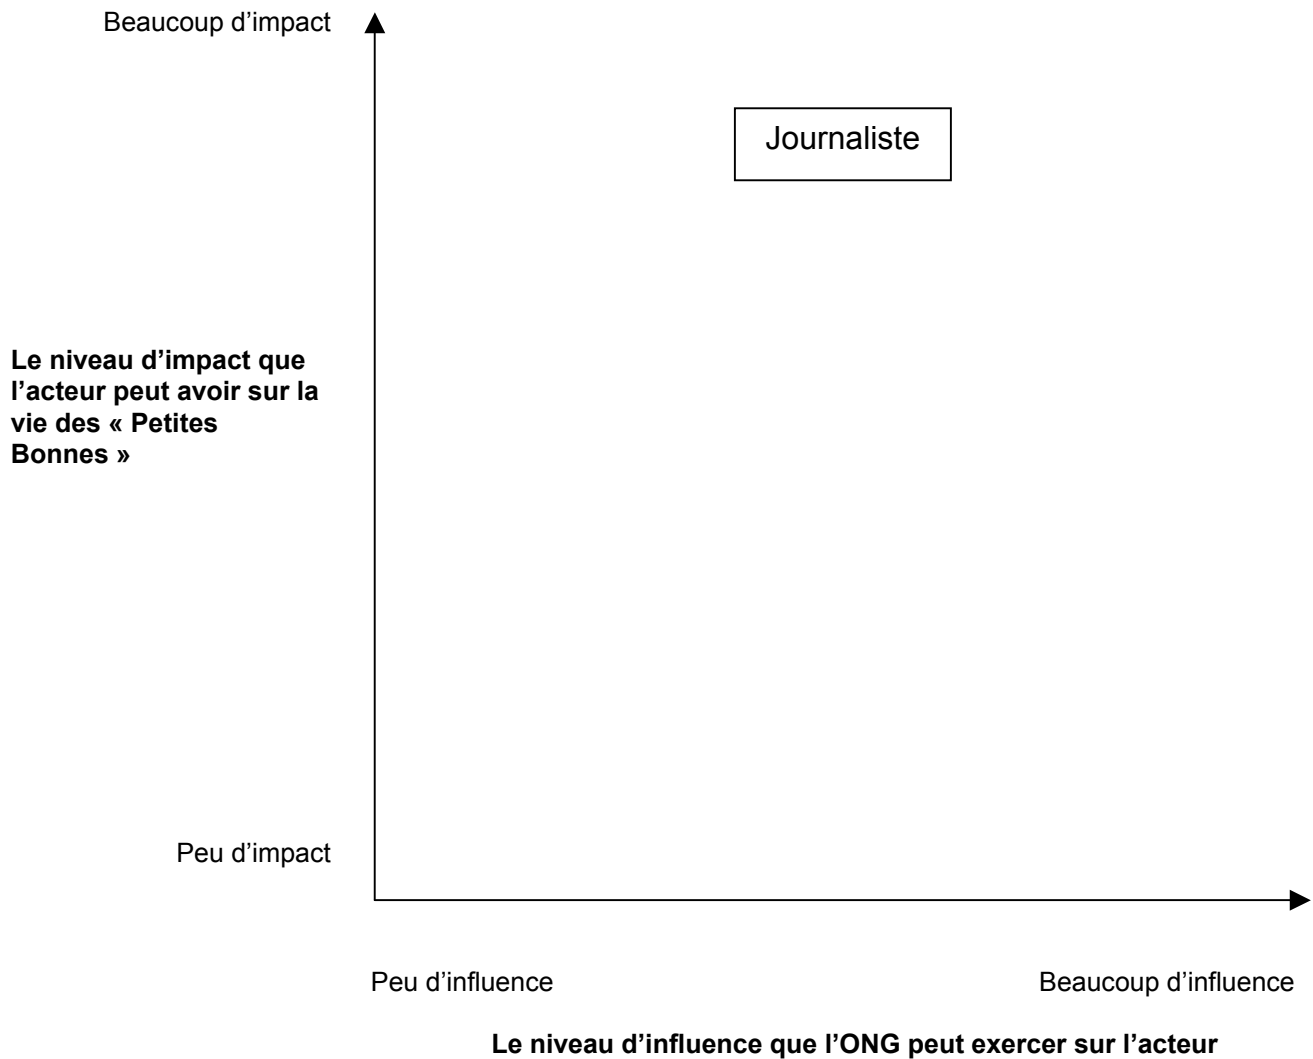 Beaucoup d’impact
Journaliste
Le niveau d’impact que
l’acteur peut avoir sur la
vie des « Petites
Bonnes »
Peu d’impact
Peu d’influence
Beaucoup d’influence
Le niveau d’influence que l’ONG peut exercer sur l’acteur